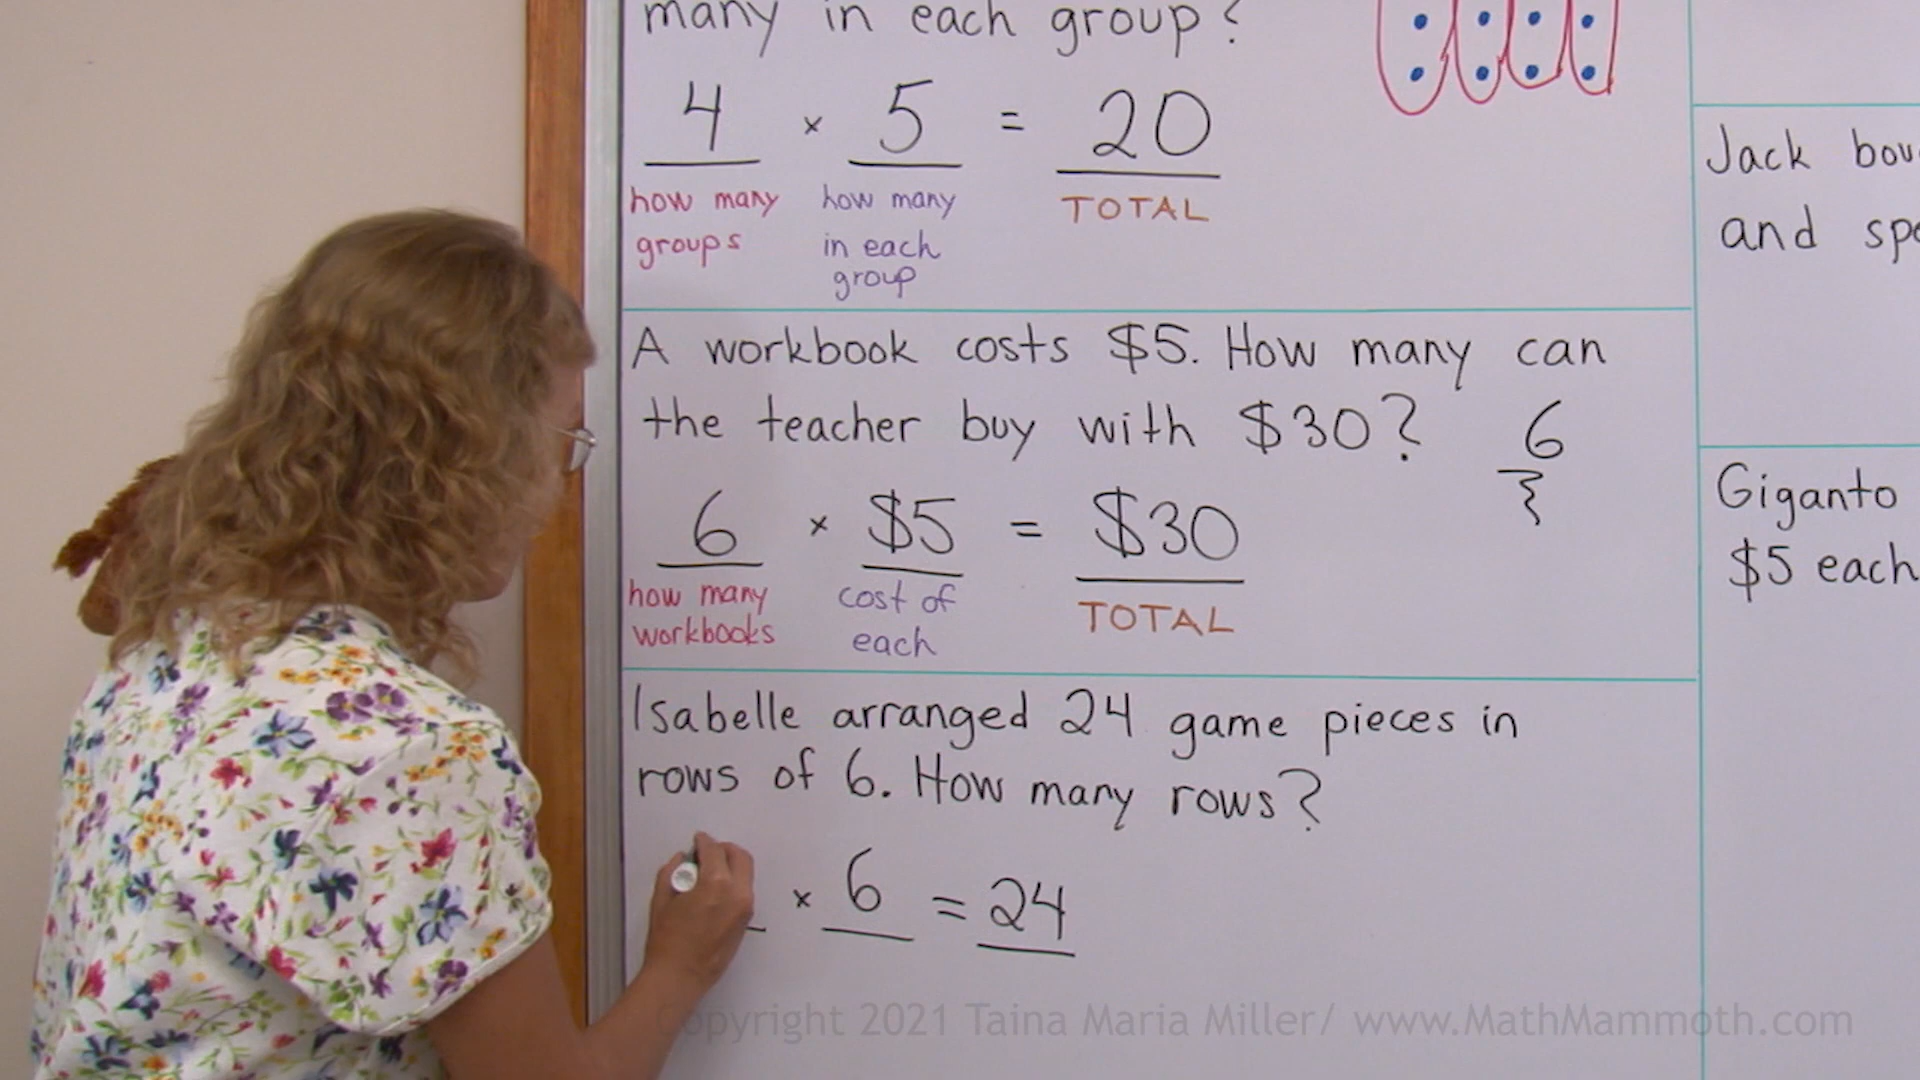 many in each group?
4 × 5 = 20
how many how many TOTAL
groups in each
group
A workbook costs $5. How many can
the teacher buy with $30? 6
6 × $5 = $30
how many cost of TOTAL
workbooks each
Isabelle arranged 24 game pieces in
rows of 6. How many rows?
× 6 = 24
Jack
and
Giganto
$5 each
Copyright 2021 Taina Maria Miller/ www.MathMammoth.com